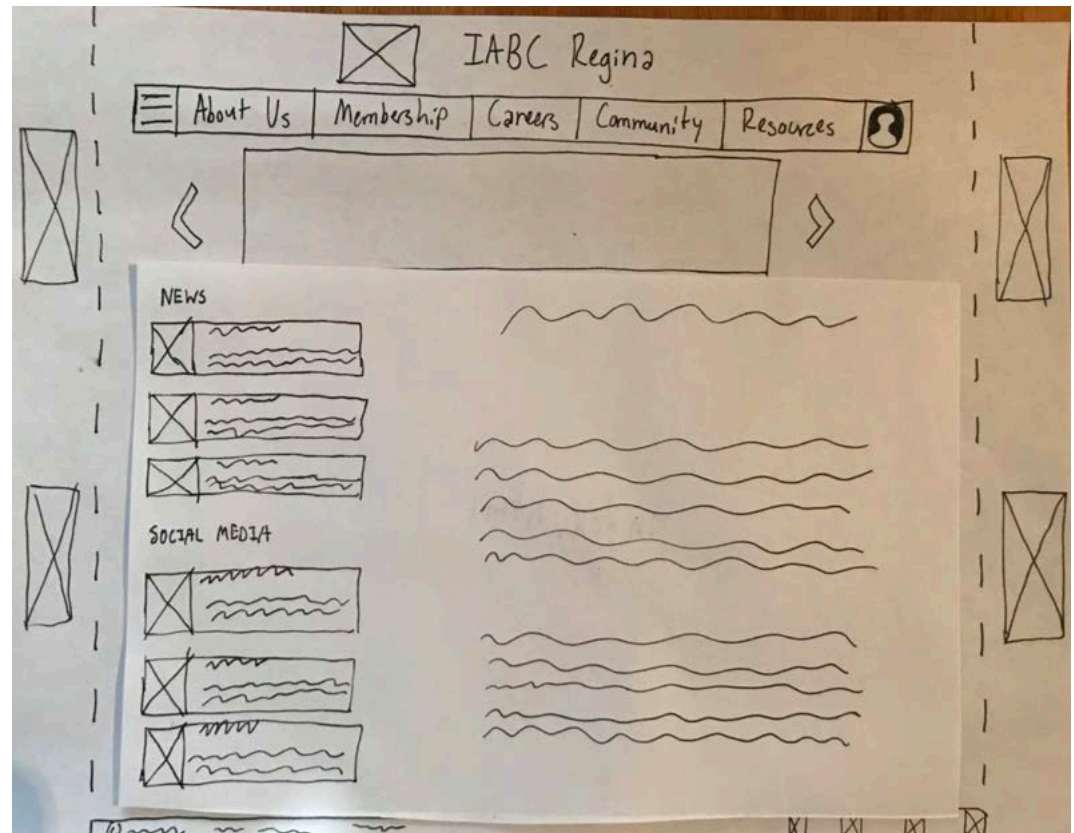 IABC Regina
About Us Membership Careers Community Resources
NEWS
SOCIAL MEDIA